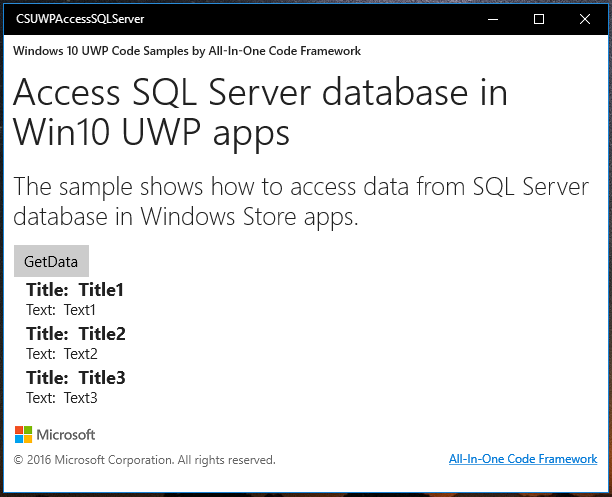 CSUWPAccessSQLServer
Windows 10 UWP Code Samples by All-In-One Code Framework
Access SQL Server database in
Win10 UWP apps
The sample shows how to access data from SQL Server
database in Windows Store apps.
GetData
Title: Title1
Text: Text1
Title: Title2
Text: Text2
Title: Title3
Text: Text3
Microsoft
© 2016 Microsoft Corporation. All rights reserved.
All-In-One Code Framework